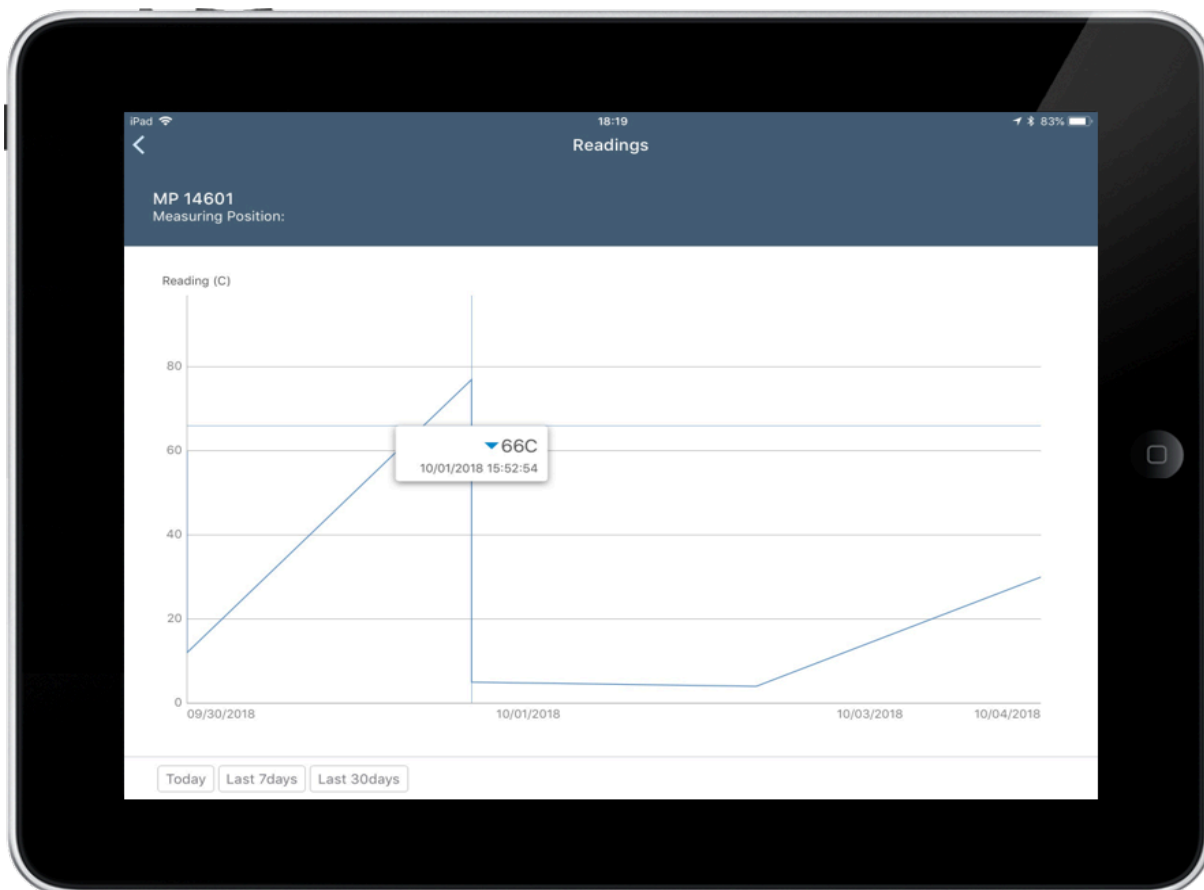 iPad 18:19 83%
Readings
MP 14601
Measuring Position:
Reading (C)
80
60
40
20
0
66C
10/01/2018 15:52:54
09/30/2018 10/01/2018 10/03/2018 10/04/2018
Today Last 7days Last 30days